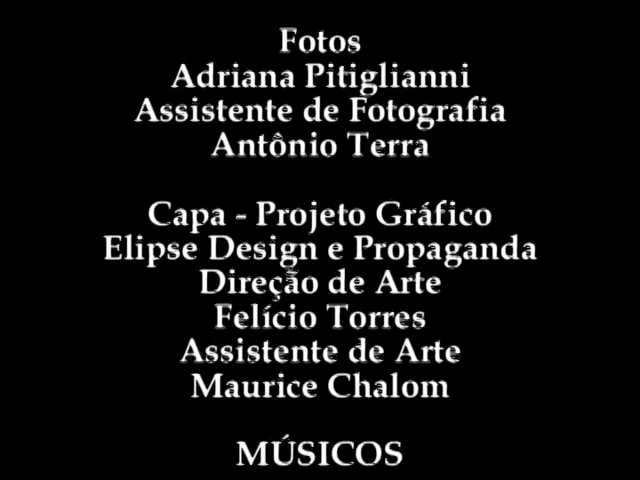 Fotos
Adriana Pitiglianni
Assistente de Fotografia
Antônio Terra
Capa - Projeto Gráfico
Elipse Design e Propaganda
Direção de Arte
Felício Torres
Assistente de Arte
Maurice Chalom
MÚSICOS